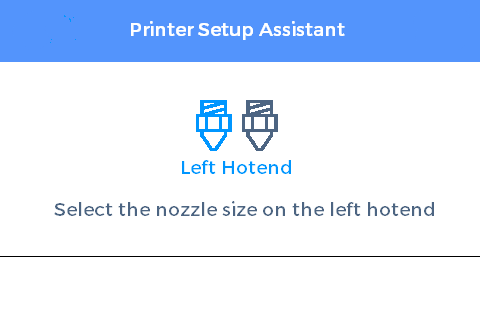 Printer Setup Assistant
Left Hotend
Select the nozzle size on the left hotend